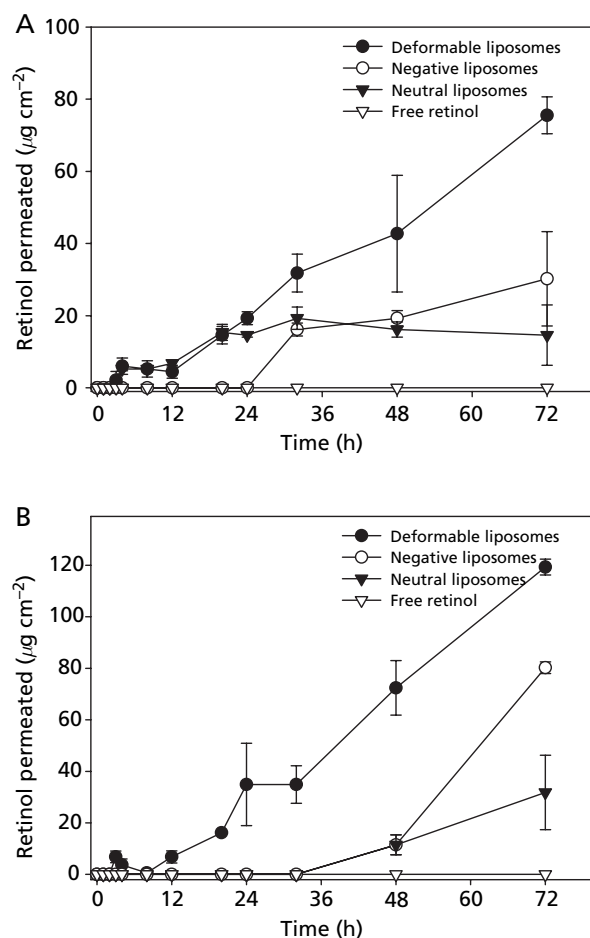 A
100
80
60
40
20
0
Retinol permeated (μg cm⁻²)
Deformable liposomes
Negative liposomes
Neutral liposomes
Free retinol
0 12 24 36 48 60 72
Time (h)
B
120
100
80
60
40
20
0
Retinol permeated (μg cm⁻²)
Deformable liposomes
Negative liposomes
Neutral liposomes
Free retinol
0 12 24 36 48 60 72
Time (h)